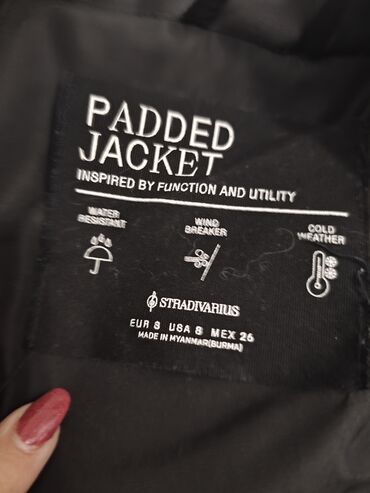 PADDED
JACKET
INSPIRED BY FUNCTION AND UTILITY
WATER
RESISTANT
WIND
BREAKER
COLD
WEATHER
STRADIVARIUS
EUR S USA S MEX 26
MADE IN MYANMAR(BURMA)